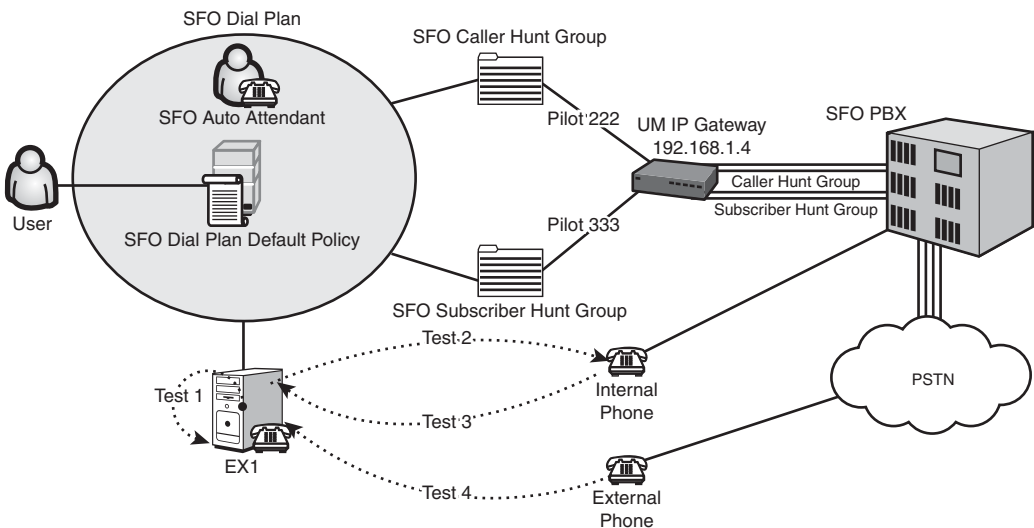 SFO Dial Plan
SFO Caller Hunt Group
SFO Auto Attendant
Pilot 222
UM IP Gateway
192.168.1.4
SFO PBX
Caller Hunt Group
Subscriber Hunt Group
User
SFO Dial Plan Default Policy
Pilot 333
SFO Subscriber Hunt Group
Test 2
Test 1
Test 3
Internal
Phone
PSTN
EX1
Test 4
External
Phone